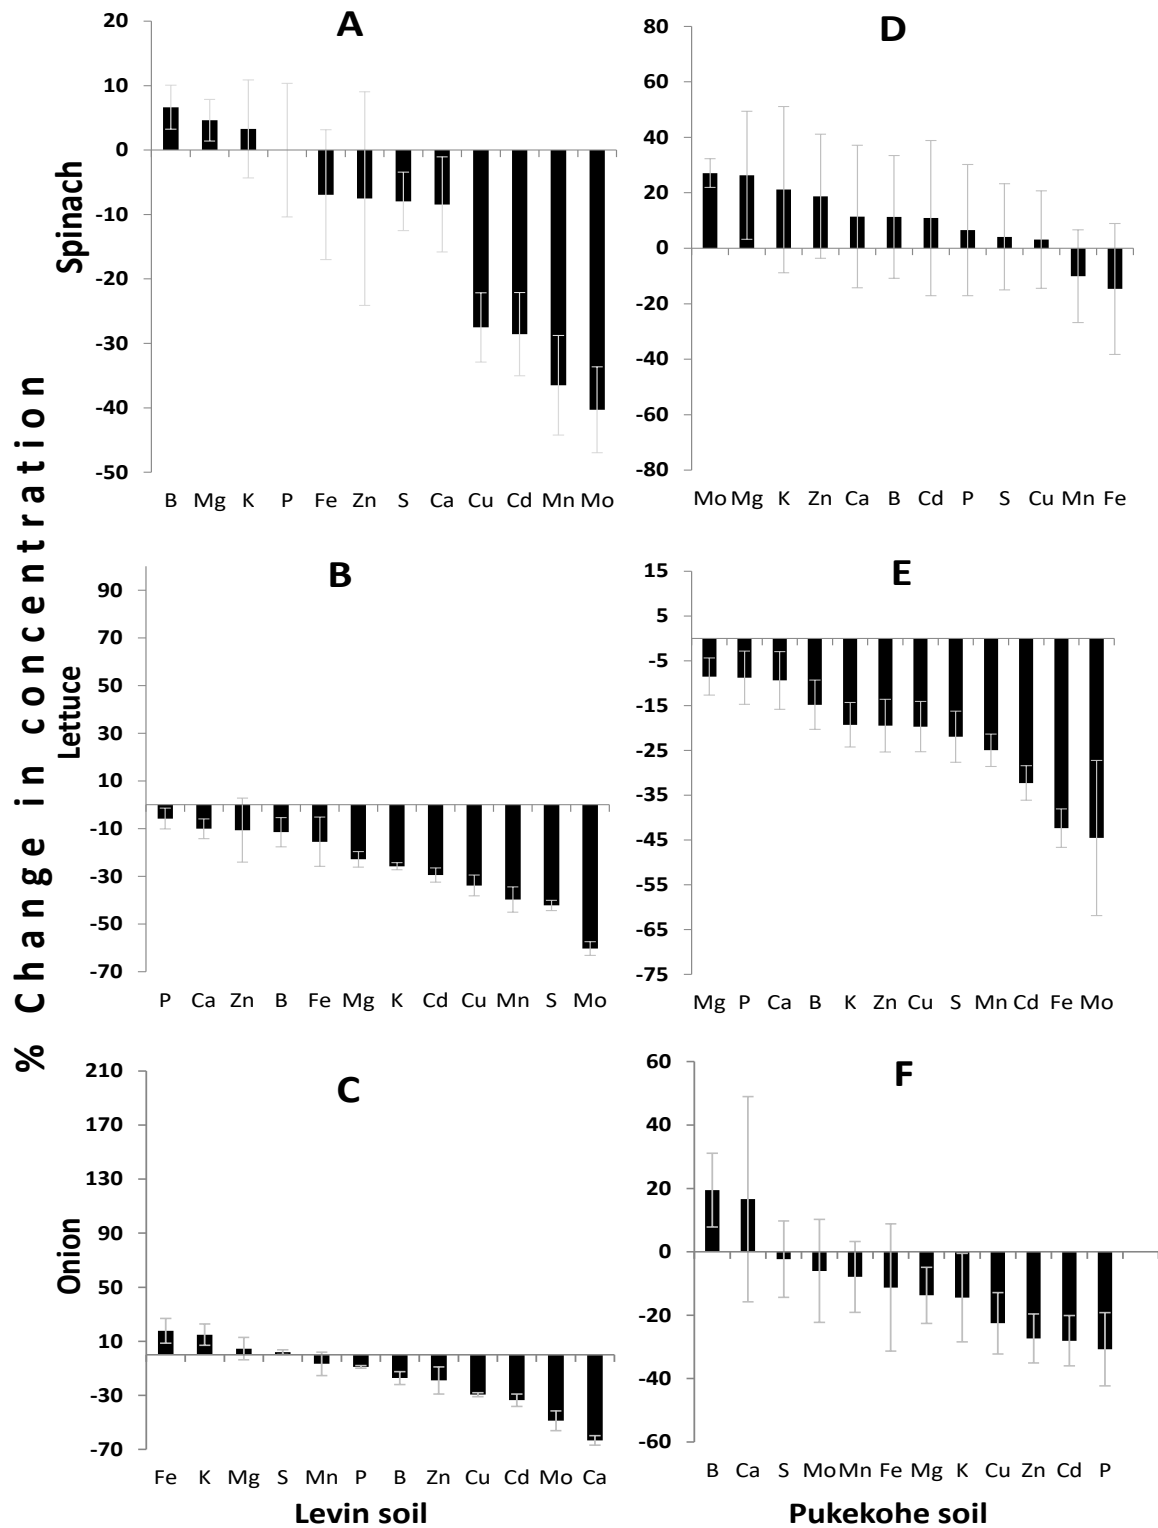 % Change in concentration
A
Spinach
20
10
0
-10
-20
-30
-40
-50
B Mg K P Fe Zn S Ca Cu Cd Mn Mo
D
80
60
40
20
0
-20
-40
-60
-80
Mo Mg K Zn Ca B Cd P S Cu Mn Fe
B
Lettuce
90
70
50
30
10
-10
-30
-50
-70
P Ca Zn B Fe Mg K Cd Cu Mn S Mo
E
15
5
-5
-15
-25
-35
-45
-55
-65
-75
Mg P Ca B K Zn Cu S Mn Cd Fe Mo
C
Onion
210
170
130
90
50
10
-30
-70
Fe K Mg S Mn P B Zn Cu Cd Mo Ca
Levin soil
F
60
40
20
0
-20
-40
-60
B Ca S Mo Mn Fe Mg K Cu Zn Cd P
Pukekohe soil